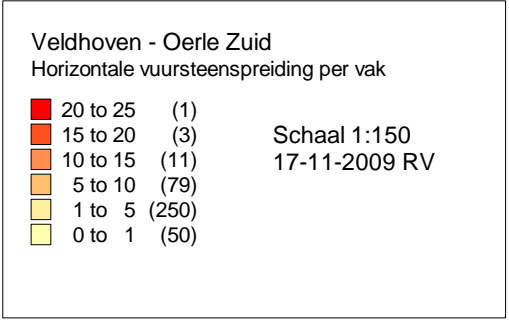 Veldhoven - Oerle Zuid
Horizontale vuursteenspreiding per vak
20 to 25 (1)
15 to 20 (3)
10 to 15 (11)
5 to 10 (79)
1 to 5 (250)
0 to 1 (50)
Schaal 1:150
17-11-2009 RV